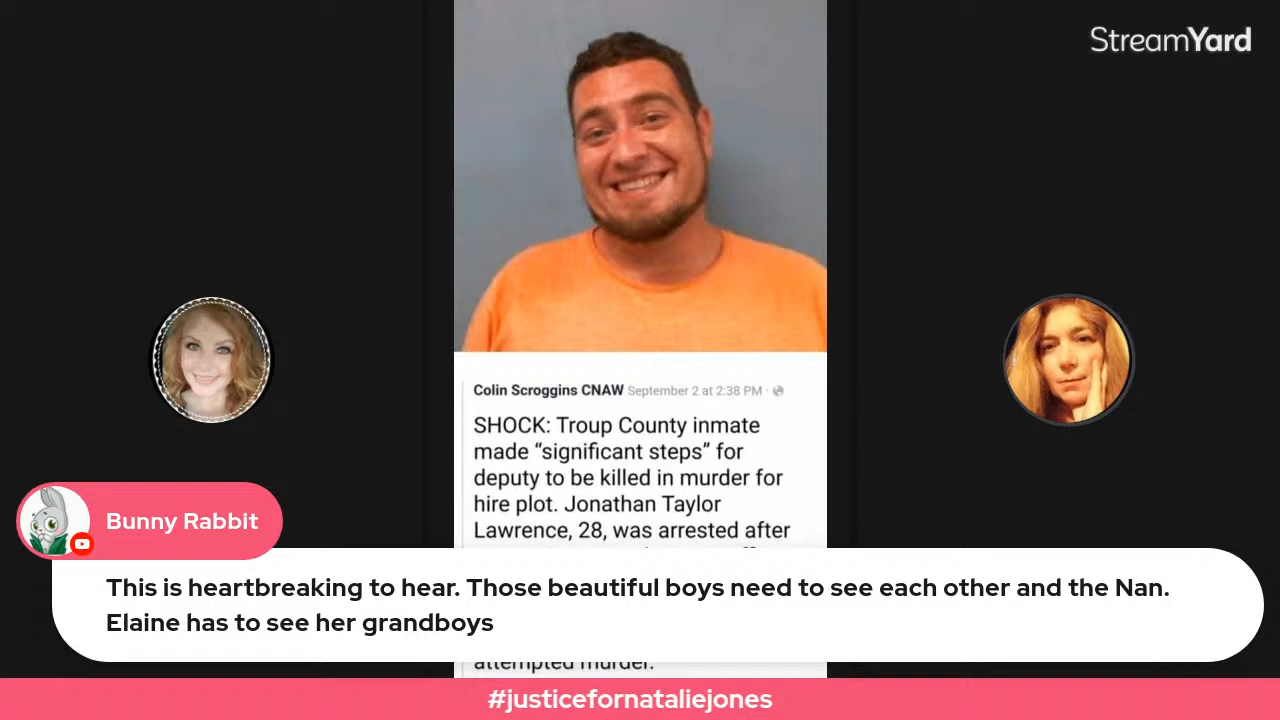 StreamYard
Colin Scroggins CNAW September 2 at 2:38 PM ·
SHOCK: Troup County inmate
made “significant steps” for
deputy to be killed in murder for
hire plot. Jonathan Taylor
Lawrence, 28, was arrested after
Bunny Rabbit
This is heartbreaking to hear. Those beautiful boys need to see each other and the Nan.
Elaine has to see her grandboys
attempted murder.
#justicefornataliejones